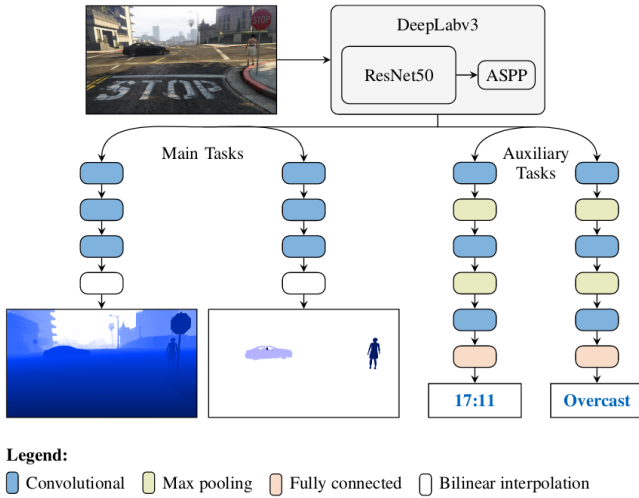 STOP
STOP
DeepLabv3
ResNet50
ASPP
Main Tasks
Auxiliary
Tasks
17:11
Overcast
Legend:
Convolutional
Max pooling
Fully connected
Bilinear interpolation